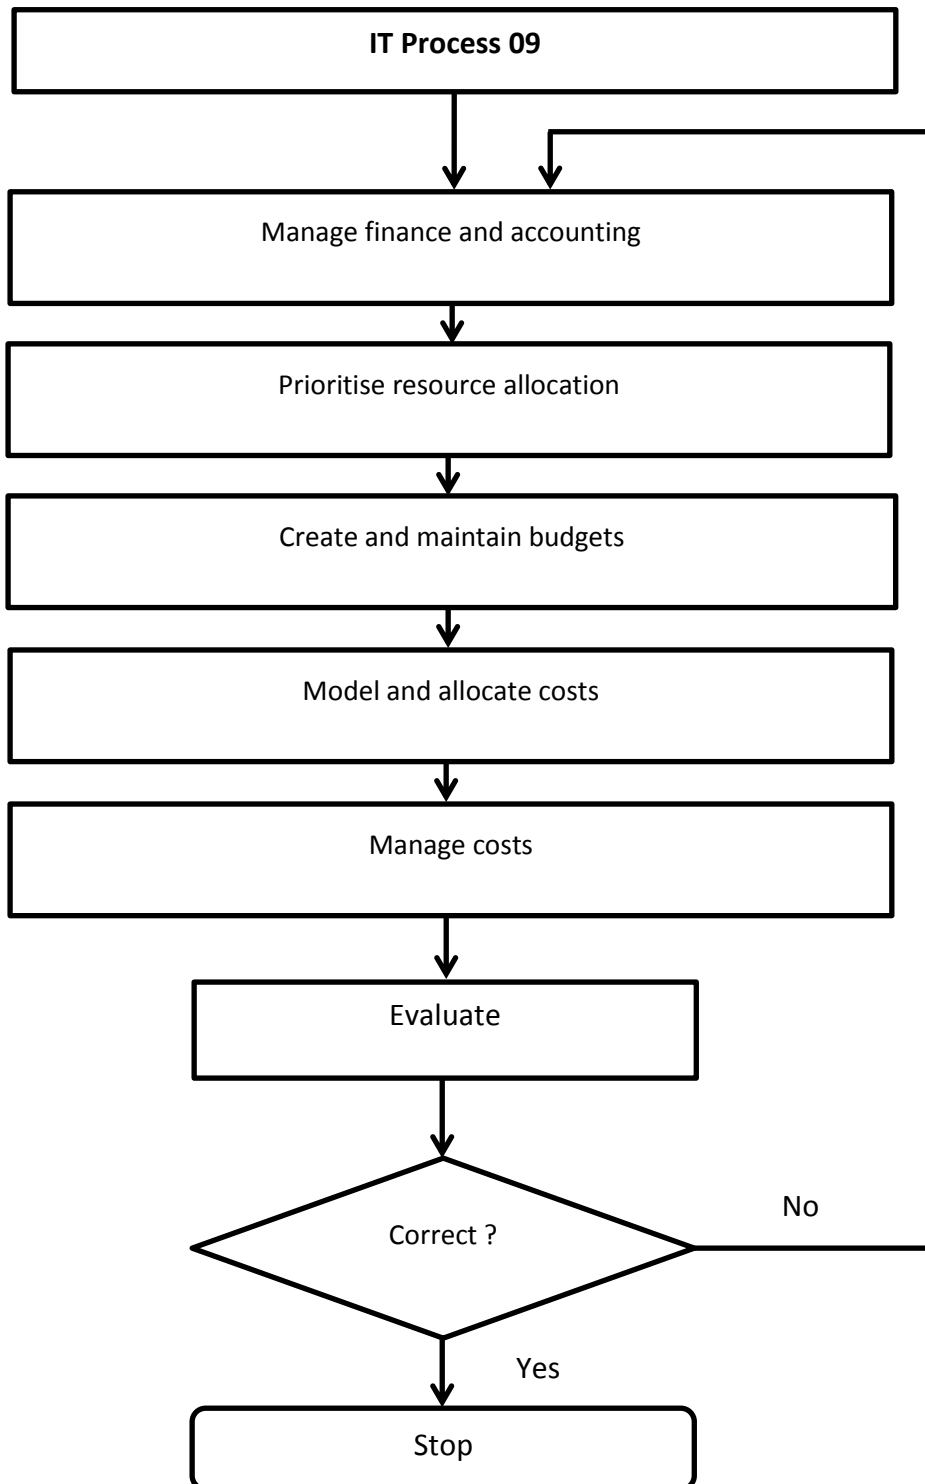 IT Process 09
Manage finance and accounting
Prioritise resource allocation
Create and maintain budgets
Model and allocate costs
Manage costs
Evaluate
Correct ?
No
Yes
Stop